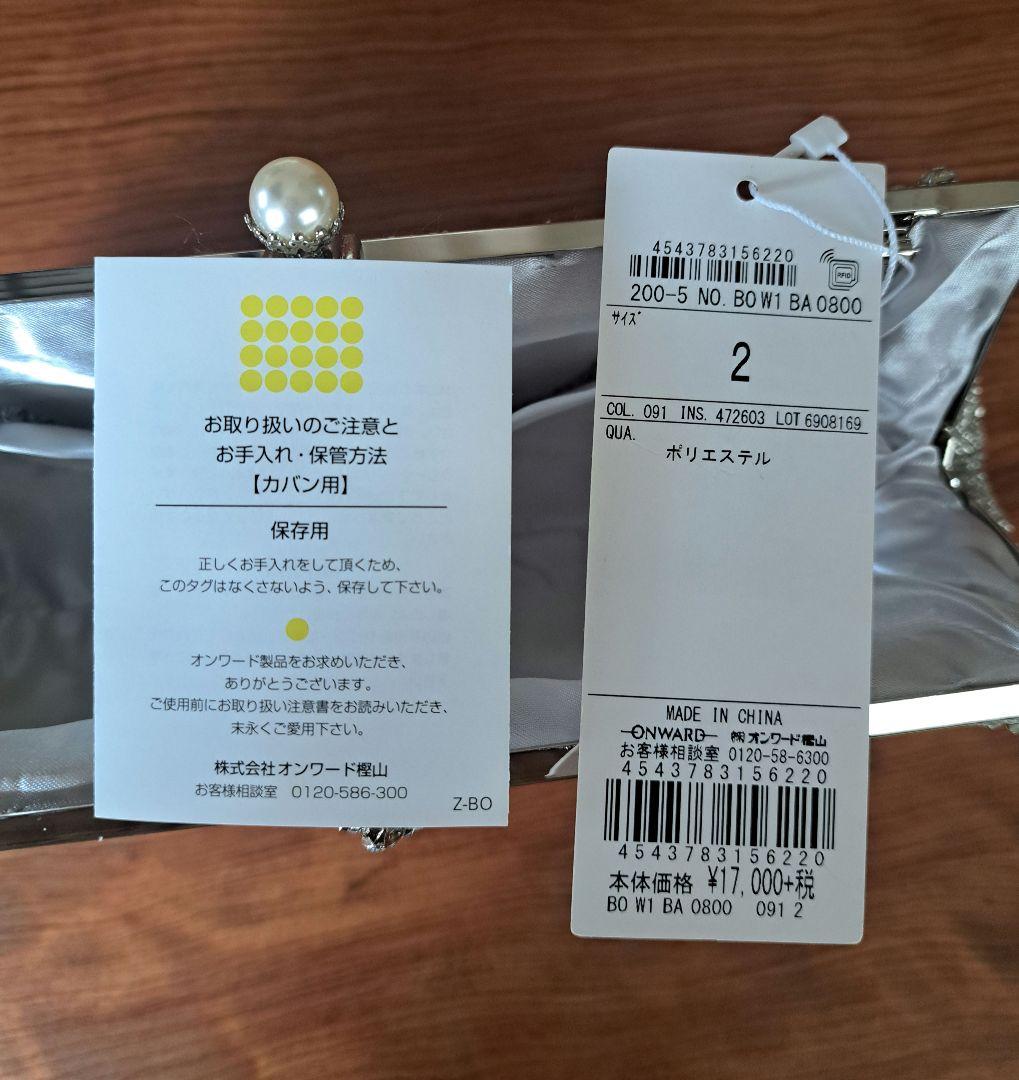 お取り扱いのご注意と
お手入れ・保管方法
【カバン用】
保存用
正しくお手入れをして頂くため、
このタグはなくさないよう、保存して下さい。
オンワード製品をお求めいただき、
ありがとうございます。
ご使用前にお取り扱い注意書をお読みいただき、
末永くご愛用下さい。
株式会社オンワード樫山
お客様相談室 0120-586-300
Z-BO
4543783156220
RFID
200-5 NO. BO W1 BA 0800
サイズ
2
COL. 091 INS. 472603 LOT 6908169
QUA.
ポリエステル
MADE IN CHINA
ONWARD ㈱オンワード樫山
お客様相談室 0120-58-6300
4543783156220
4543783156220
本体価格 ¥17,000+税
BO W1 BA 0800 091 2